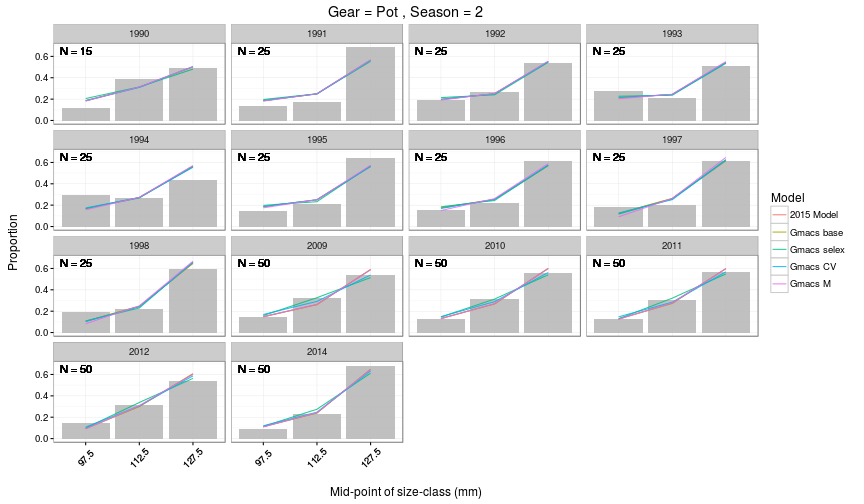 Gear = Pot , Season = 2
1990 1991 1992 1993
N = 15 N = 25 N = 25 N = 25
0.6
0.4
0.2
0.0
1994 1995 1996 1997
N = 25 N = 25 N = 25 N = 25
0.6
0.4
0.2
0.0
1998 2009 2010 2011
N = 25 N = 50 N = 50 N = 50
0.6
0.4
0.2
0.0
2012 2014
N = 50 N = 50
0.6
0.4
0.2
0.0
97.5 112.5 127.5 97.5 112.5 127.5
Proportion
Mid-point of size-class (mm)
Model
2015 Model
Gmacs base
Gmacs selex
Gmacs CV
Gmacs M